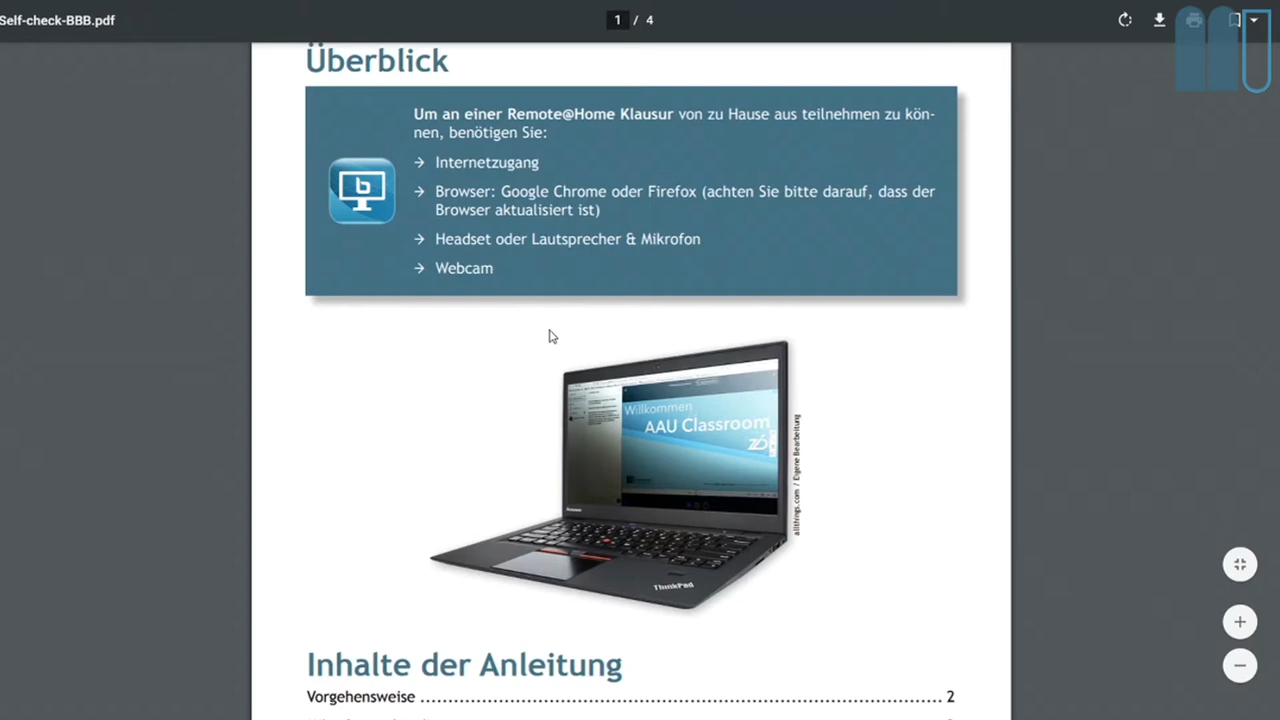 Self-check-BBB.pdf
1 / 4
Überblick
Um an einer Remote@Home Klausur von zu Hause aus teilnehmen zu kön-
nen, benötigen Sie:
→ Internetzugang
→ Browser: Google Chrome oder Firefox (achten Sie bitte darauf, dass der
Browser aktualisiert ist)
→ Headset oder Lautsprecher & Mikrofon
→ Webcam
b
Willkommen
AAU Classroom
allthings.com / Eigene Bearbeitung
ThinkPad
Inhalte der Anleitung
Vorgehensweise ........................................................................................ 2